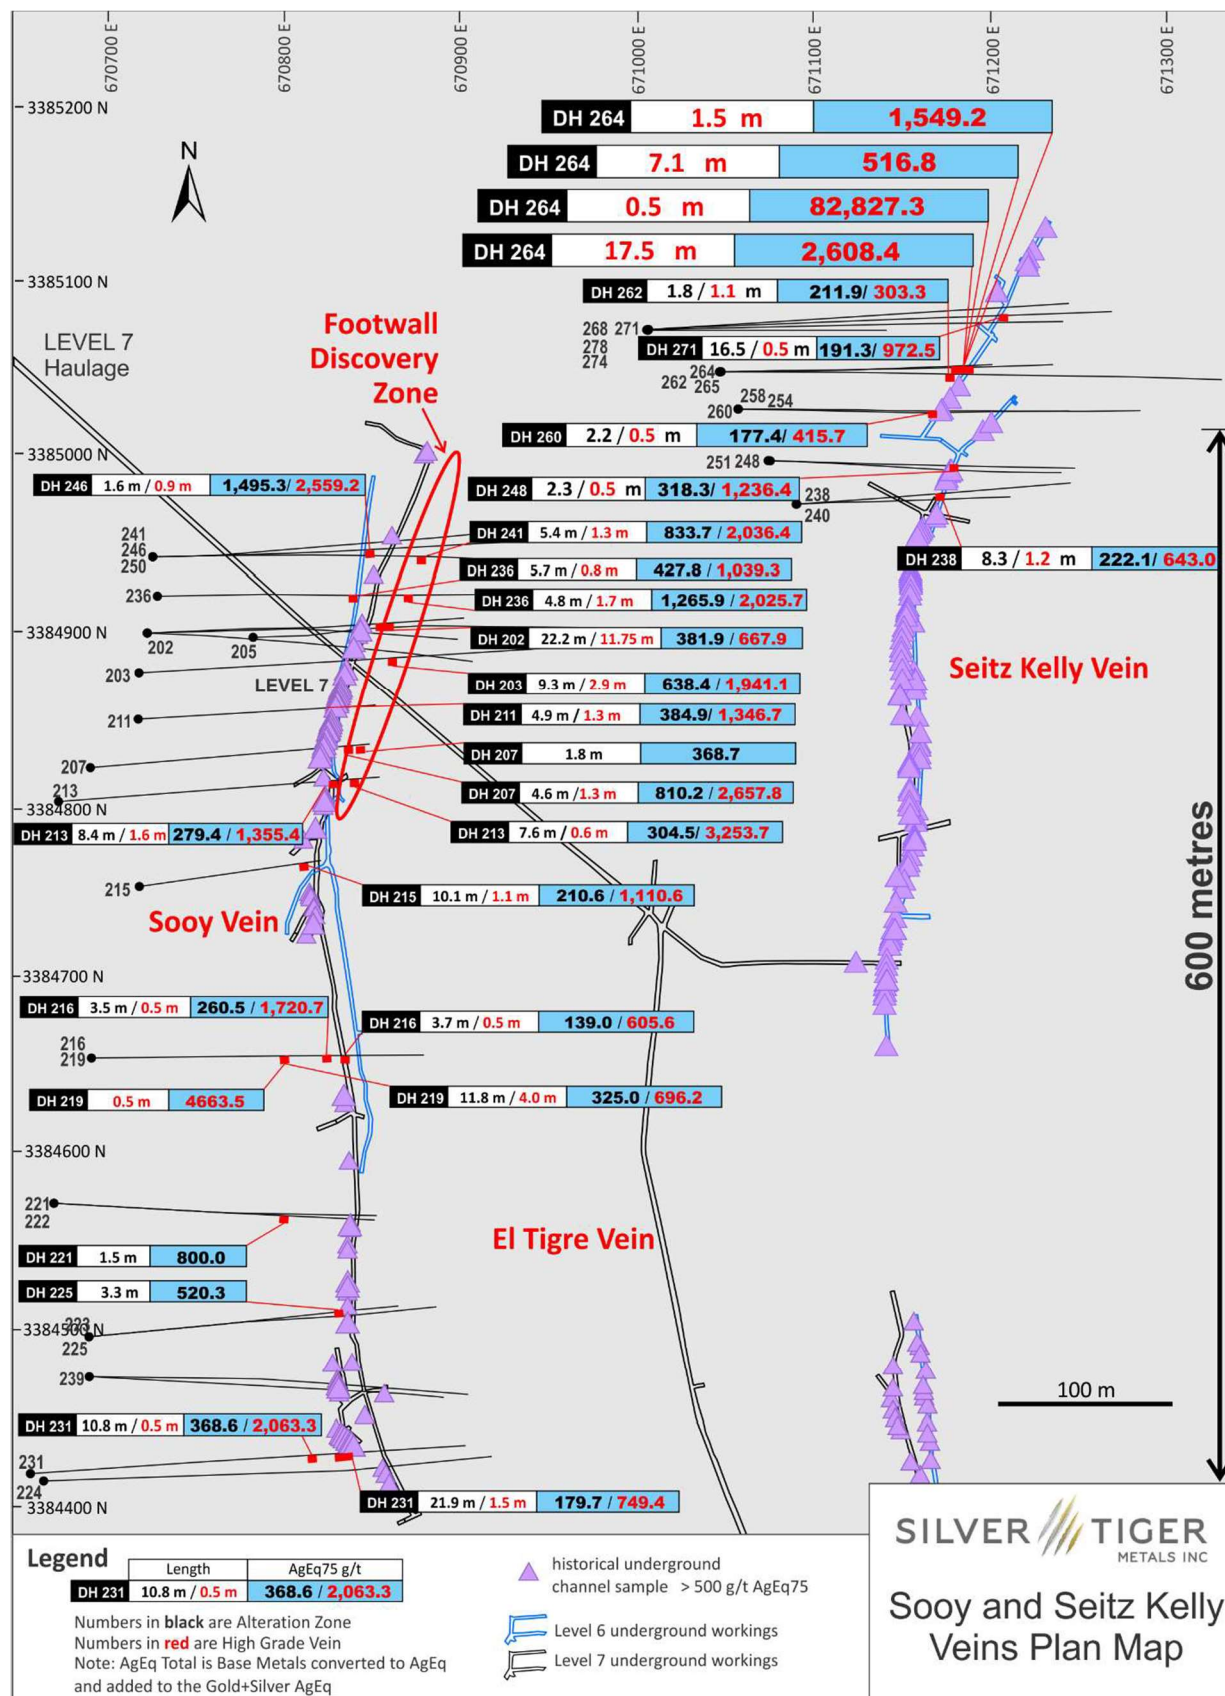 670700 E
670800 E
670900 E
671000 E
671100 E
671200 E
671300 E
3385200 N
DH 264 1.5 m 1,549.2
DH 264 7.1 m 516.8
N
DH 264 0.5 m 82,827.3
DH 264 17.5 m 2,608.4
3385100 N
DH 262 1.8 / 1.1 m 211.9/ 303.3
LEVEL 7
Haulage
Footwall
Discovery
Zone
268 271
278
274
DH 271 16.5 / 0.5 m 191.3/ 972.5
264
262 265
258 254
260
DH 260 2.2 / 0.5 m 177.4/ 415.7
3385000 N
251 248
DH 246 1.6 m / 0.9 m 1,495.3/ 2,559.2
DH 248 2.3 / 0.5 m 318.3/ 1,236.4
238
240
241
246
250
DH 241 5.4 m / 1.3 m 833.7 / 2,036.4
DH 238 8.3 / 1.2 m 222.1/ 643.0
DH 236 5.7 m / 0.8 m 427.8 / 1,039.3
236
DH 236 4.8 m / 1.7 m 1,265.9 / 2,025.7
3384900 N
202
205
DH 202 22.2 m / 11.75 m 381.9 / 667.9
203
Seitz Kelly Vein
LEVEL 7
DH 203 9.3 m / 2.9 m 638.4 / 1,941.1
211
DH 211 4.9 m / 1.3 m 384.9/ 1,346.7
207
DH 207 1.8 m 368.7
213
DH 207 4.6 m /1.3 m 810.2 / 2,657.8
3384800 N
DH 213 8.4 m / 1.6 m 279.4 / 1,355.4
DH 213 7.6 m / 0.6 m 304.5/ 3,253.7
215
DH 215 10.1 m / 1.1 m 210.6 / 1,110.6
Sooy Vein
600 metres
3384700 N
DH 216 3.5 m / 0.5 m 260.5 / 1,720.7
DH 216 3.7 m / 0.5 m 139.0 / 605.6
216
219
DH 219 0.5 m 4663.5
DH 219 11.8 m / 4.0 m 325.0 / 696.2
3384600 N
221
222
El Tigre Vein
DH 221 1.5 m 800.0
DH 225 3.3 m 520.3
223
3384500 N
225
239
100 m
DH 231 10.8 m / 0.5 m 368.6 / 2,063.3
231
224
3384400 N
DH 231 21.9 m / 1.5 m 179.7 / 749.4
Legend
Length AgEq75 g/t
DH 231 10.8 m / 0.5 m 368.6 / 2,063.3
Numbers in black are Alteration Zone
Numbers in red are High Grade Vein
Note: AgEq Total is Base Metals converted to AgEq
and added to the Gold+Silver AgEq
historical underground
channel sample > 500 g/t AgEq75
Level 6 underground workings
Level 7 underground workings
SILVER TIGER
METALS INC
Sooy and Seitz Kelly
Veins Plan Map